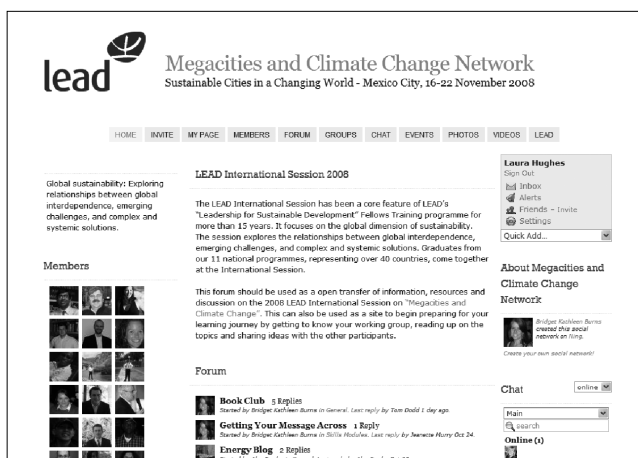 lead
Megacities and Climate Change Network
Sustainable Cities in a Changing World - Mexico City, 16-22 November 2008
HOME INVITE MY PAGE MEMBERS FORUM GROUPS CHAT EVENTS PHOTOS VIDEOS LEAD
Global sustainability: Exploring
relationships between global
interdependence, emerging
challenges, and complex and
systemic solutions.
Members
LEAD International Session 2008
The LEAD International Session has been a core feature of LEAD's
"Leadership for Sustainable Development" Fellows Training programme for
more than 15 years. It focuses on the global dimension of sustainability.
The session explores the relationships between global interdependence,
emerging challenges, and complex and systemic solutions. Graduates from
our 11 national programmes, representing over 40 countries, come together
at the International Session.
This forum should be used as a open transfer of information, resources and
discussion on the 2008 LEAD International Session on "Megacities and
Climate Change". This can also be used as a site to begin preparing for your
learning journey by getting to know your working group, reading up on the
topics and sharing ideas with the other participants.
Forum
Book Club 5 Replies
Started by Bridget Kathleen Burns in General. Last reply by Tom Dodd 1 day ago.
Getting Your Message Across 1 Reply
Started by Bridget Kathleen Burns in Skills Modules. Last reply by Jeanette Murry Oct 24.
Energy Blog 2 Replies
Laura Hughes
Sign Out
Inbox
Alerts
Friends - Invite
Settings
Quick Add...
About Megacities and
Climate Change
Network
Bridget Kathleen Burns
created this social
network on Ning.
Create your own social network!
Chat online
Main
search
Online (1)